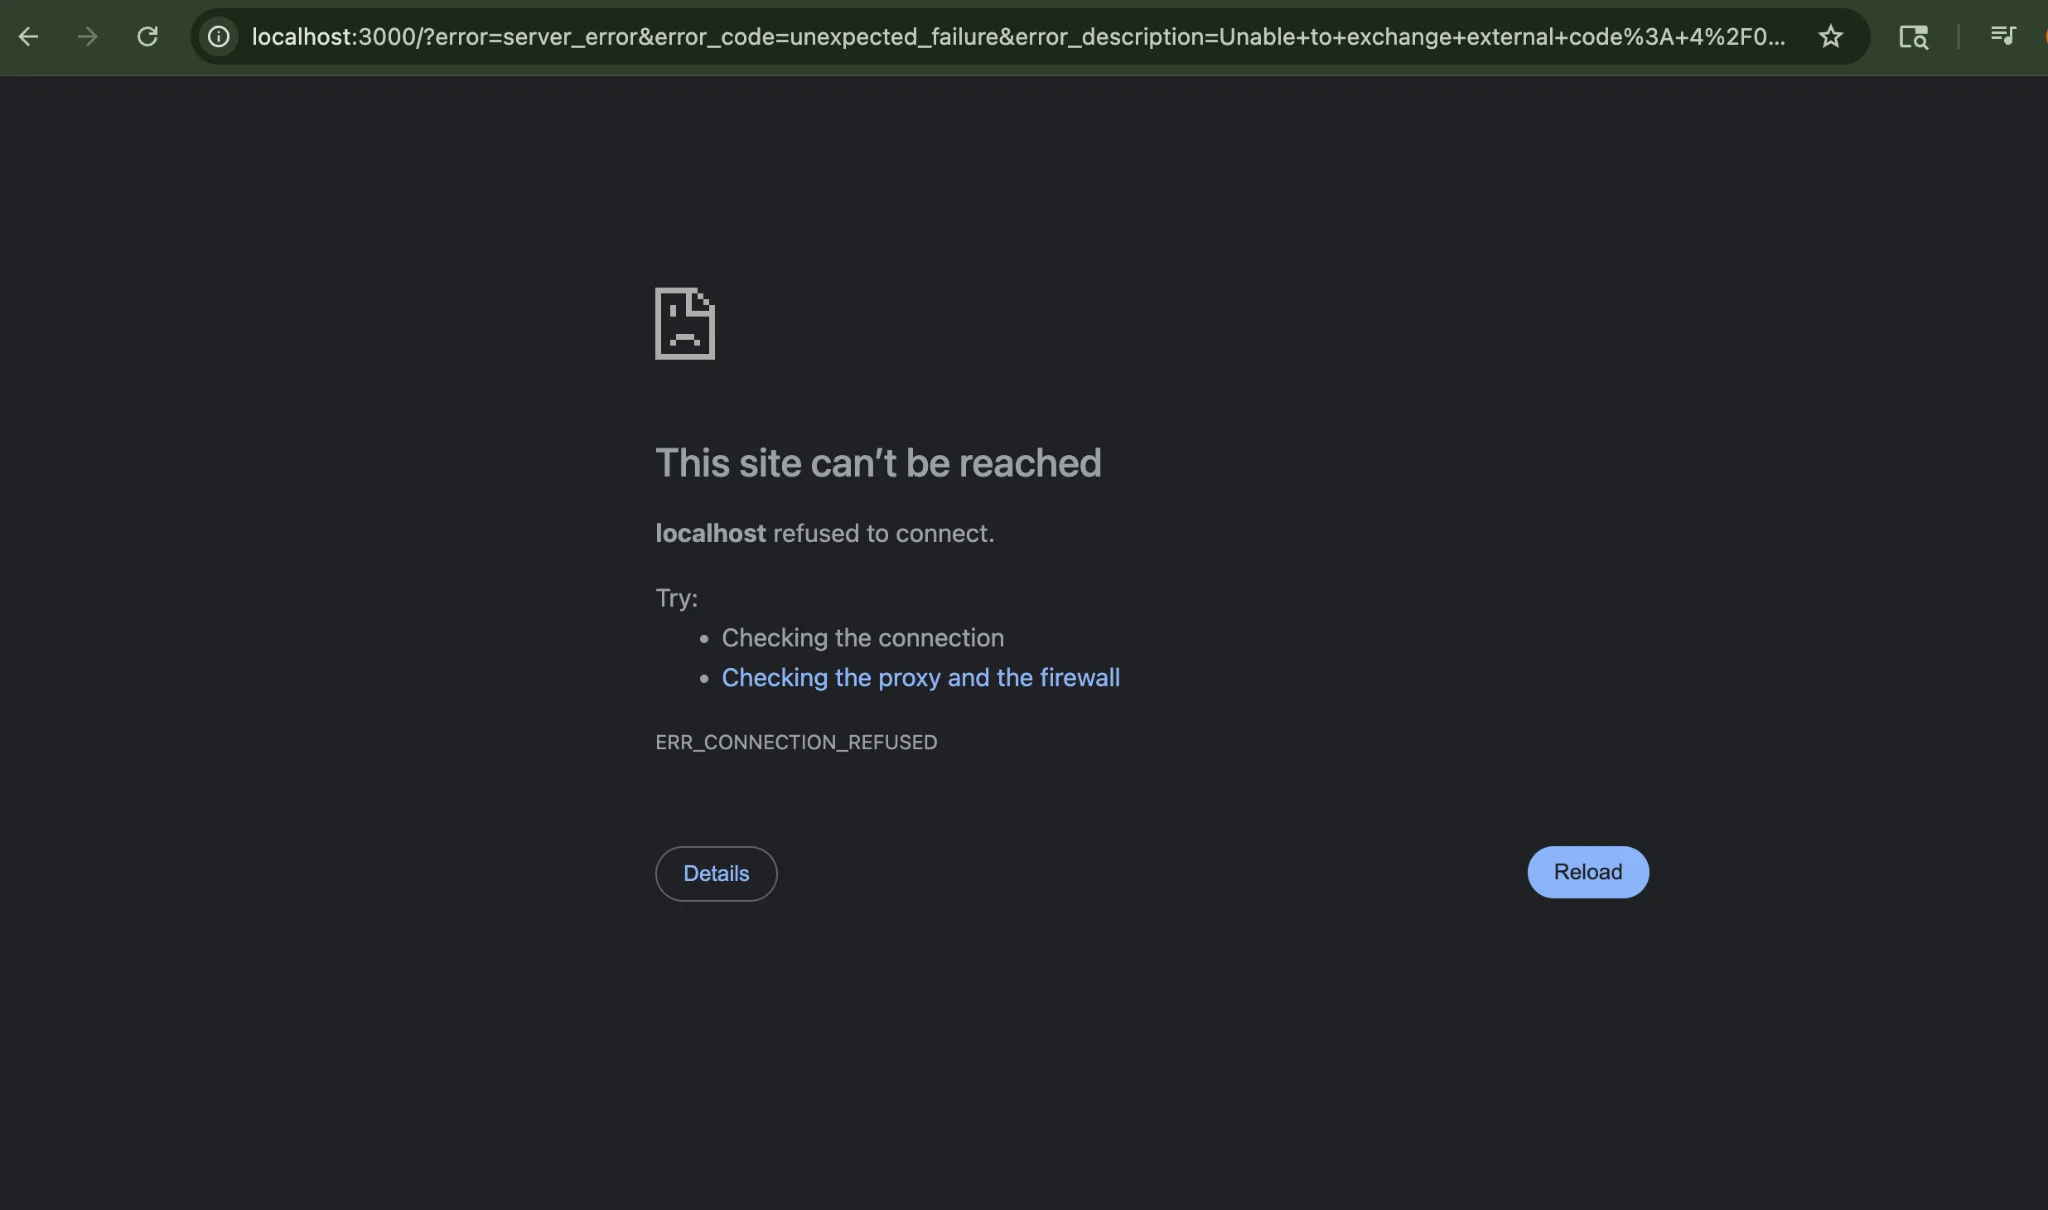 localhost:3000/?error=server_error&error_code=unexpected_failure&error_description=Unable+to+exchange+external+code%3A+4%2F0...
This site can’t be reached
localhost refused to connect.
Try:
• Checking the connection
• Checking the proxy and the firewall
ERR_CONNECTION_REFUSED
Details
Reload